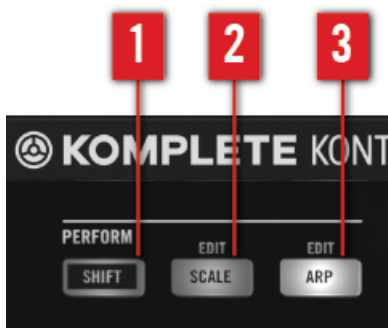 1 2 3
KOMPLETE KONT
PERFORM
EDIT EDIT
SHIFT SCALE ARP